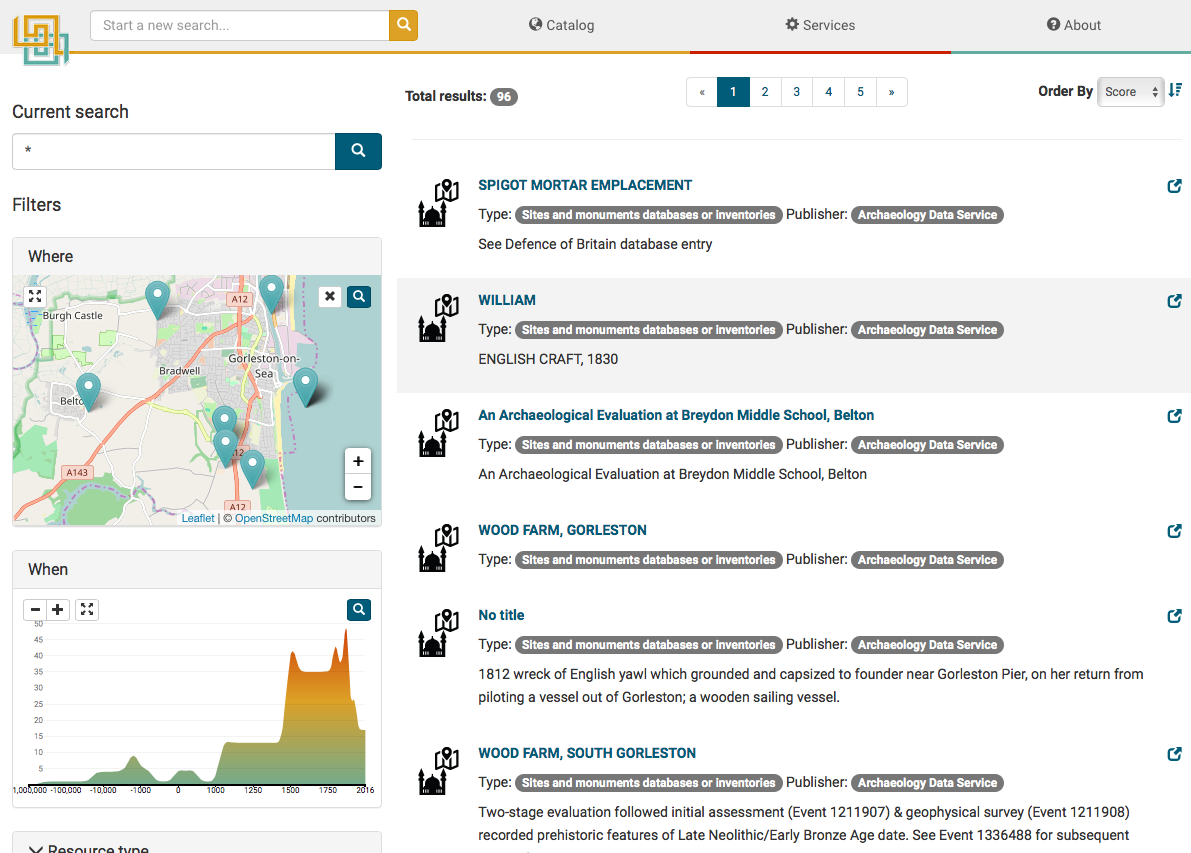 Start a new search...
Catalog
Services
About
Current search
*
Filters
Where
A12
Burgh Castle
Bradwell
Gorleston-on-
Sea
Belto
A12
A143
A12
+
−
Leaflet | © OpenStreetMap contributors
When
50
45
40
35
30
25
20
15
10
5
1,000,000 -100,000 -10,000 -1000 0 1000 1250 1500 1750 2016
Resource type
Total results: 96
« 1 2 3 4 5 »
Order By Score
SPIGOT MORTAR EMPLACEMENT
Type: Sites and monuments databases or inventories Publisher: Archaeology Data Service
See Defence of Britain database entry
WILLIAM
Type: Sites and monuments databases or inventories Publisher: Archaeology Data Service
ENGLISH CRAFT, 1830
An Archaeological Evaluation at Breydon Middle School, Belton
Type: Sites and monuments databases or inventories Publisher: Archaeology Data Service
An Archaeological Evaluation at Breydon Middle School, Belton
WOOD FARM, GORLESTON
Type: Sites and monuments databases or inventories Publisher: Archaeology Data Service
No title
Type: Sites and monuments databases or inventories Publisher: Archaeology Data Service
1812 wreck of English yawl which grounded and capsized to founder near Gorleston Pier, on her return from
piloting a vessel out of Gorleston; a wooden sailing vessel.
WOOD FARM, SOUTH GORLESTON
Type: Sites and monuments databases or inventories Publisher: Archaeology Data Service
Two-stage evaluation followed initial assessment (Event 1211907) & geophysical survey (Event 1211908)
recorded prehistoric features of Late Neolithic/Early Bronze Age date. See Event 1336488 for subsequent